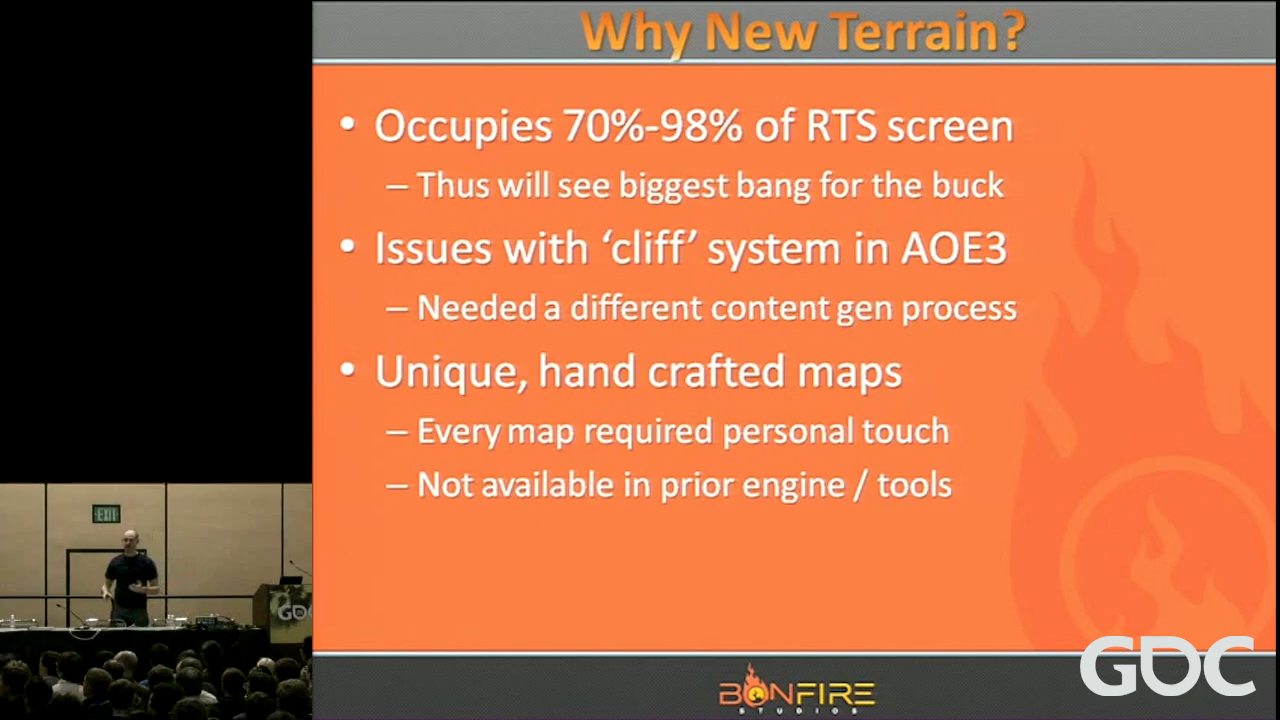 Why New Terrain?
• Occupies 70%-98% of RTS screen
– Thus will see biggest bang for the buck
• Issues with ‘cliff’ system in AOE3
– Needed a different content gen process
• Unique, hand crafted maps
– Every map required personal touch
– Not available in prior engine / tools
EXIT
GDC
BONFIRE
STUDIOS
GDC